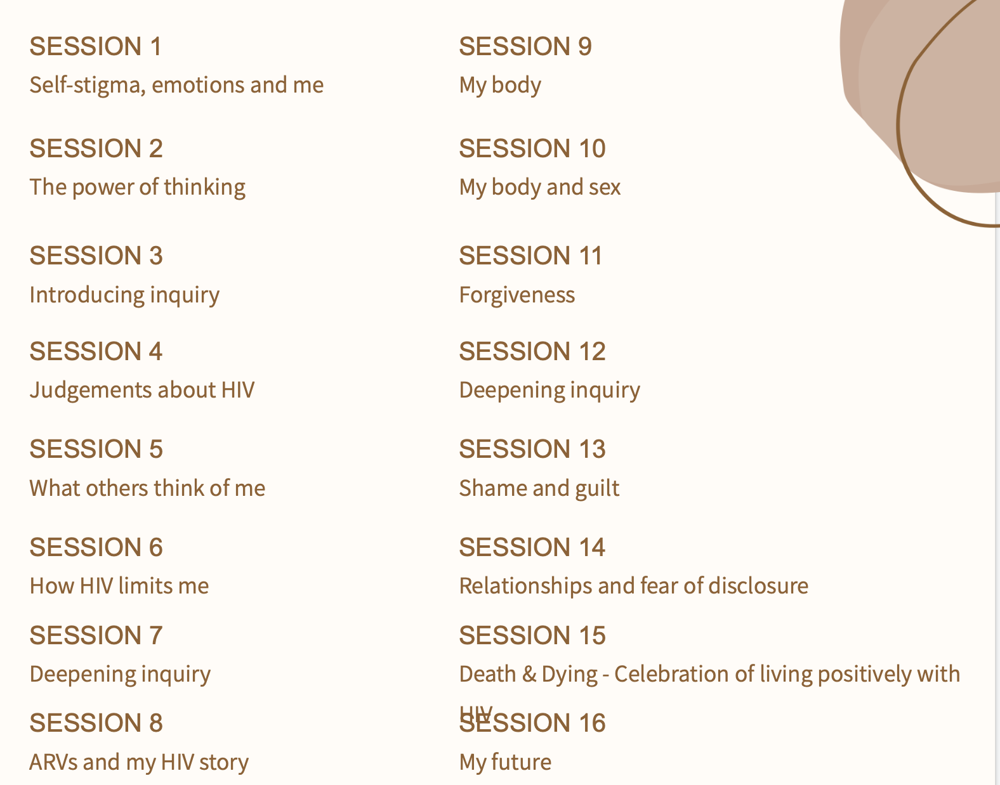 SESSION 1
Self-stigma, emotions and me
SESSION 2
The power of thinking
SESSION 3
Introducing inquiry
SESSION 4
Judgements about HIV
SESSION 5
What others think of me
SESSION 6
How HIV limits me
SESSION 7
Deepening inquiry
SESSION 8
ARVs and my HIV story
SESSION 9
My body
SESSION 10
My body and sex
SESSION 11
Forgiveness
SESSION 12
Deepening inquiry
SESSION 13
Shame and guilt
SESSION 14
Relationships and fear of disclosure
SESSION 15
Death & Dying - Celebration of living positively with
HIV
SESSION 16
My future